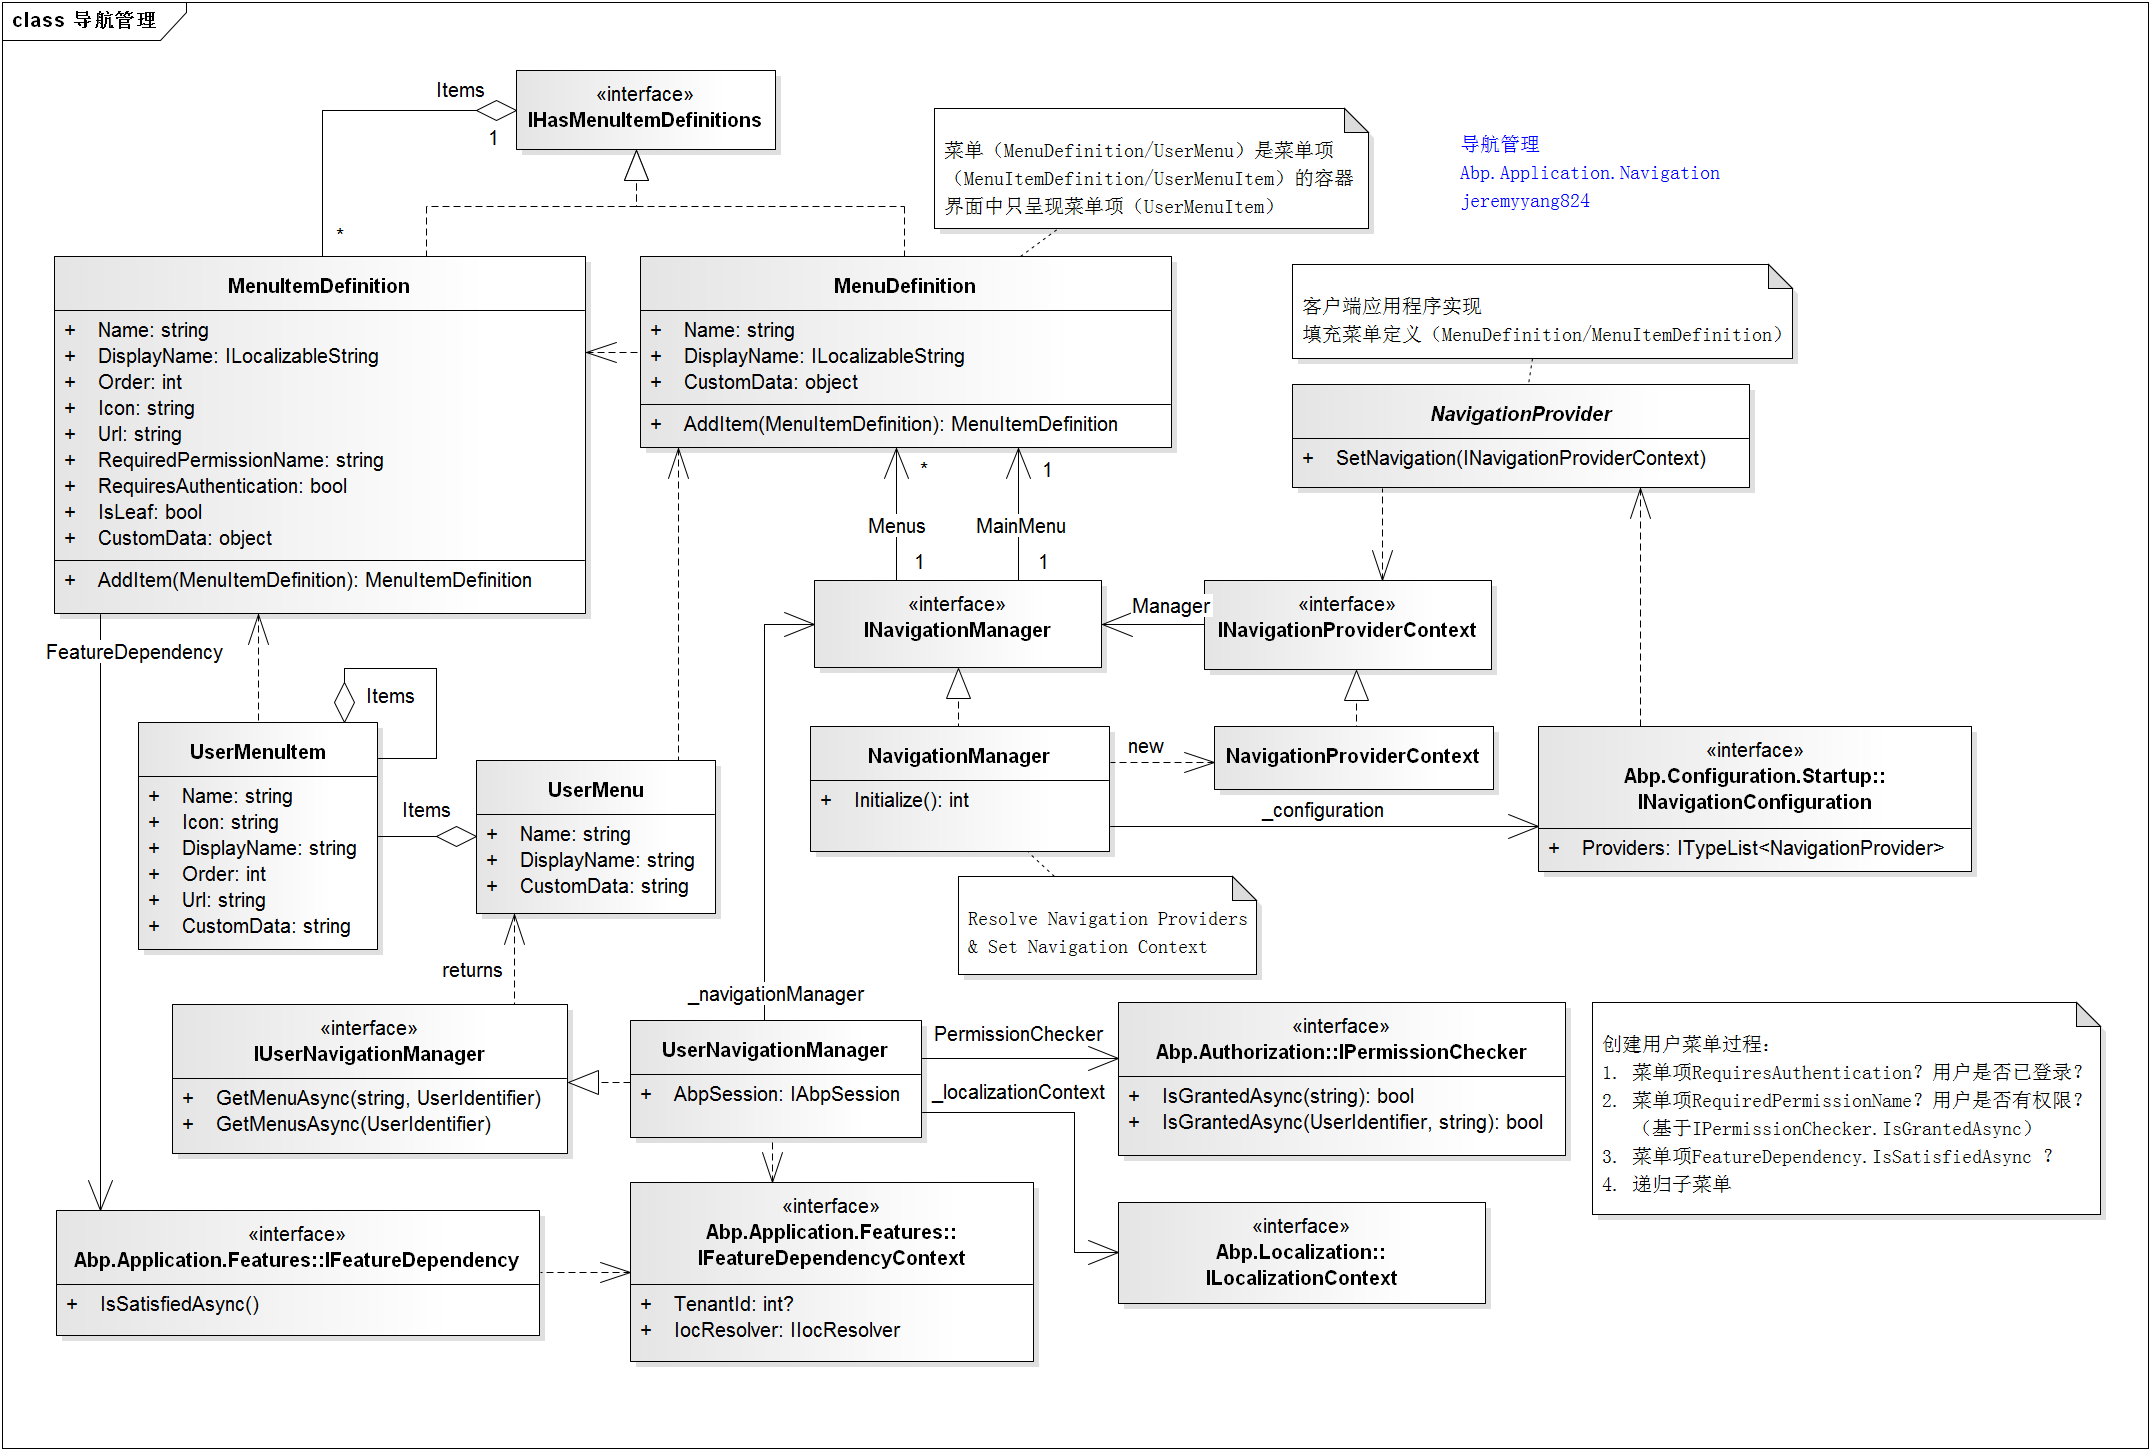 class 导航管理
Items
1
«interface»
IHasMenuItemDefinitions
*
菜单（MenuDefinition/UserMenu）是菜单项
（MenuItemDefinition/UserMenuItem）的容器
界面中只呈现菜单项（UserMenuItem）
导航管理
Abp.Application.Navigation
jeremyyang824
MenuItemDefinition
+ Name: string
+ DisplayName: ILocalizableString
+ Order: int
+ Icon: string
+ Url: string
+ RequiredPermissionName: string
+ RequiresAuthentication: bool
+ IsLeaf: bool
+ CustomData: object
+ AddItem(MenuItemDefinition): MenuItemDefinition
MenuDefinition
+ Name: string
+ DisplayName: ILocalizableString
+ CustomData: object
+ AddItem(MenuItemDefinition): MenuItemDefinition
客户端应用程序实现
填充菜单定义（MenuDefinition/MenuItemDefinition）
NavigationProvider
+ SetNavigation(INavigationProviderContext)
*
1
Menus
MainMenu
1
1
«interface»
INavigationManager
Manager
«interface»
INavigationProviderContext
FeatureDependency
Items
UserMenuItem
+ Name: string
+ Icon: string
+ DisplayName: string
+ Order: int
+ Url: string
+ CustomData: string
Items
UserMenu
+ Name: string
+ DisplayName: string
+ CustomData: string
NavigationManager
+ Initialize(): int
new
NavigationProviderContext
_configuration
«interface»
Abp.Configuration.Startup::
INavigationConfiguration
+ Providers: ITypeList<NavigationProvider>
Resolve Navigation Providers
& Set Navigation Context
returns
_navigationManager
«interface»
IUserNavigationManager
+ GetMenuAsync(string, UserIdentifier)
+ GetMenusAsync(UserIdentifier)
UserNavigationManager
+ AbpSession: IAbpSession
PermissionChecker
_localizationContext
«interface»
Abp.Authorization::IPermissionChecker
+ IsGrantedAsync(string): bool
+ IsGrantedAsync(UserIdentifier, string): bool
创建用户菜单过程：
1. 菜单项RequiresAuthentication？用户是否已登录？
2. 菜单项RequiredPermissionName？用户是否有权限？
（基于IPermissionChecker.IsGrantedAsync）
3. 菜单项FeatureDependency.IsSatisfiedAsync ？
4. 递归子菜单
«interface»
Abp.Application.Features::IFeatureDependency
+ IsSatisfiedAsync()
«interface»
Abp.Application.Features::
IFeatureDependencyContext
+ TenantId: int?
+ IocResolver: IIocResolver
«interface»
Abp.Localization::
ILocalizationContext